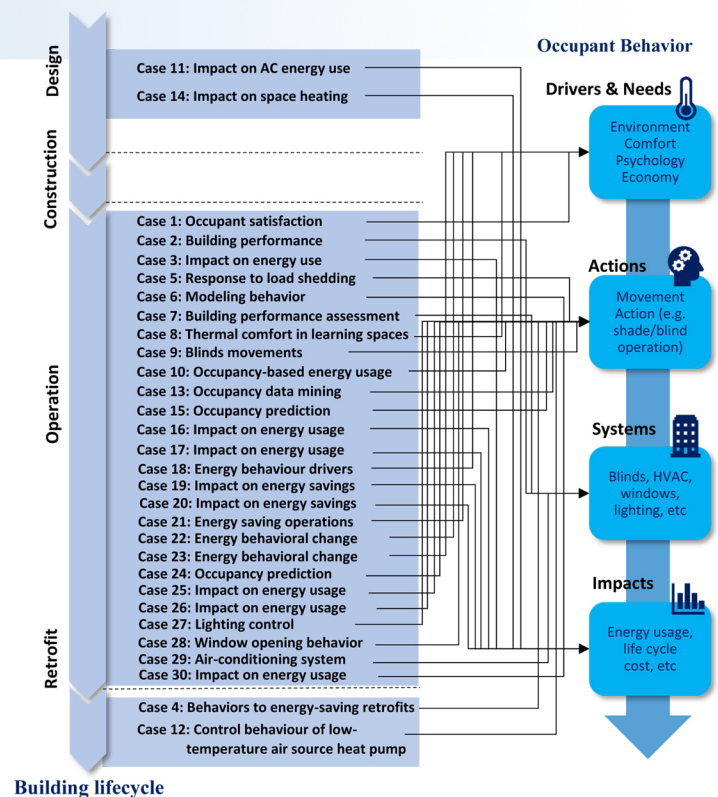 Occupant Behavior
Design
Case 11: Impact on AC energy use
Case 14: Impact on space heating
Construction
Operation
Case 1: Occupant satisfaction
Case 2: Building performance
Case 3: Impact on energy use
Case 5: Response to load shedding
Case 6: Modeling behavior
Case 7: Building performance assessment
Case 8: Thermal comfort in learning spaces
Case 9: Blinds movements
Case 10: Occupancy-based energy usage
Case 13: Occupancy data mining
Case 15: Occupancy prediction
Case 16: Impact on energy usage
Case 17: Impact on energy usage
Case 18: Energy behaviour drivers
Case 19: Impact on energy savings
Case 20: Impact on energy savings
Case 21: Energy saving operations
Case 22: Energy behavioral change
Case 23: Energy behavioral change
Case 24: Occupancy prediction
Case 25: Impact on energy usage
Case 26: Impact on energy usage
Case 27: Lighting control
Case 28: Window opening behavior
Case 29: Air-conditioning system
Case 30: Impact on energy usage
Retrofit
Case 4: Behaviors to energy-saving retrofits
Case 12: Control behaviour of low-
temperature air source heat pump
Building lifecycle
Drivers & Needs
Environment
Comfort
Psychology
Economy
Actions
Movement
Action (e.g.
shade/blind
operation)
Systems
Blinds, HVAC,
windows,
lighting, etc
Impacts
Energy usage,
life cycle
cost, etc